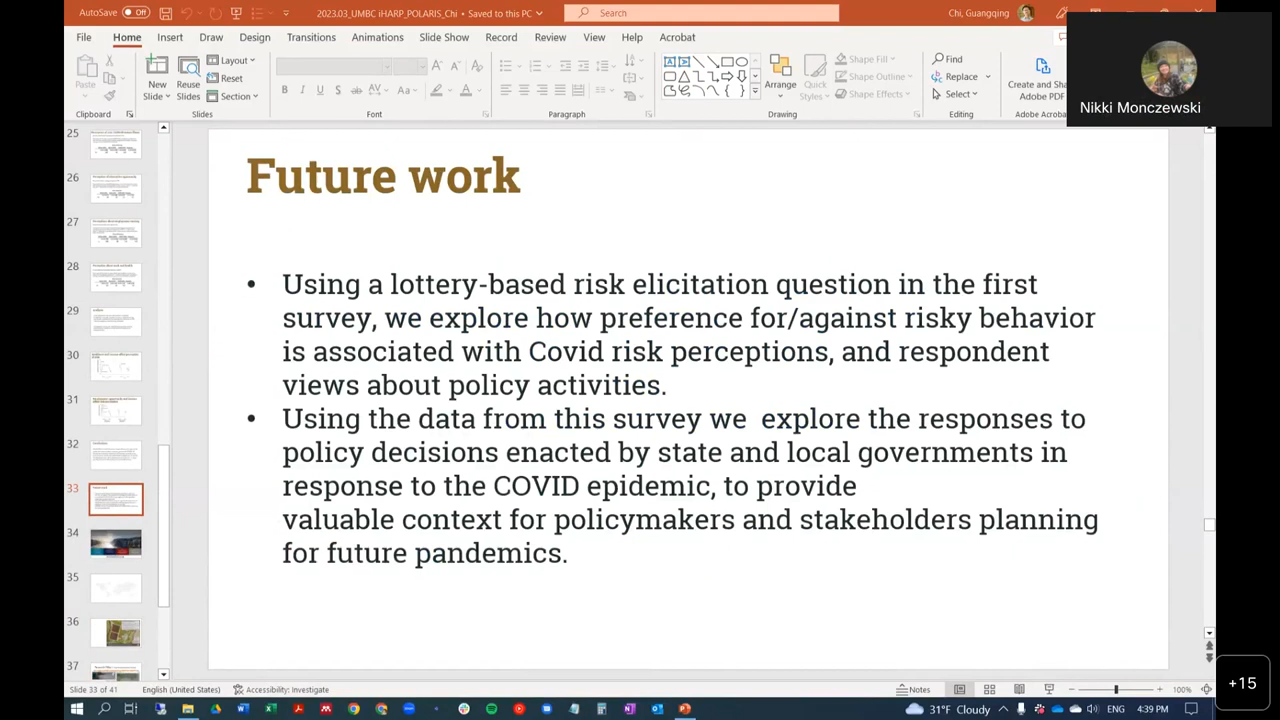 AutoSave Off 2023.03_UMBC iHARP_POLARIS_Chi • Saved to this PC Search Chi, Guangqing
File Home Insert Draw Design Transitions Animations Slide Show Record Review View Help Acrobat
Paste New Slide Reuse Slides Layout Reset Section
Arrange Quick Styles Shape Fill Shape Outline Shape Effects Find Replace Select Create and Share Adobe PDF
Clipboard Slides Font Paragraph Drawing Editing
Nikki Monczewski
25
26
27
28
29
30
31
32
33
34
35
36
37
Future work
• Using a lottery-based risk elicitation question in the first
survey, we explore how preference for/against risky behavior
is associated with Covid risk perceptions, and respondent
views about policy activities.
• Using the data from this survey we explore the responses to
policy decisions enacted by state and local governments in
response to the COVID epidemic, to provide
valuable context for policymakers and stakeholders planning
for future pandemics.
+15
Slide 33 of 41 English (United States) Accessibility: Investigate Notes 100%
31°F Cloudy ENG 4:39 PM